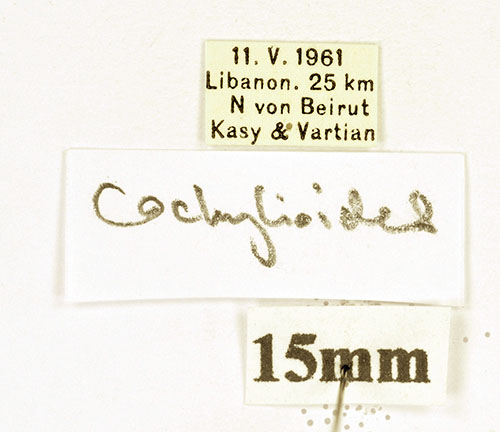 11. V. 1961
Libanon. 25 km
N von Beirut
Kasy & Vartian
Cochylioides
15mm